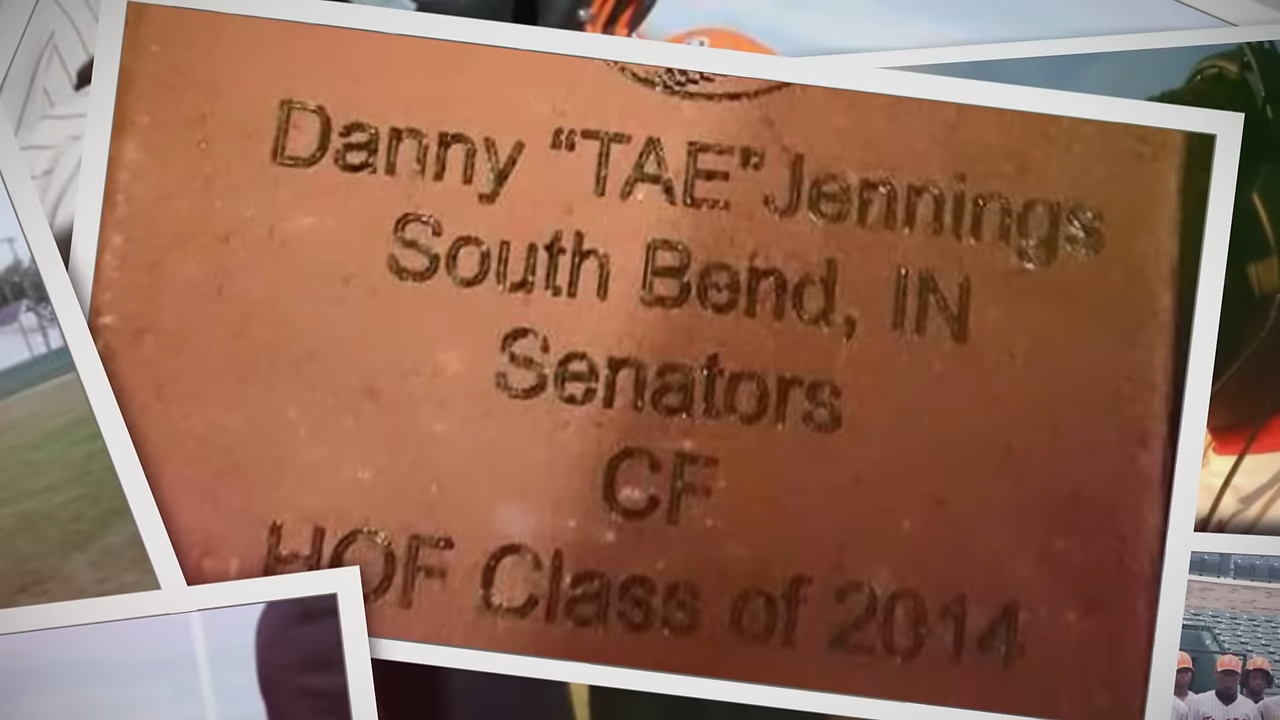 Danny “TAE” Jennings
South Bend, IN
Senators
CF
HOF Class of 2014